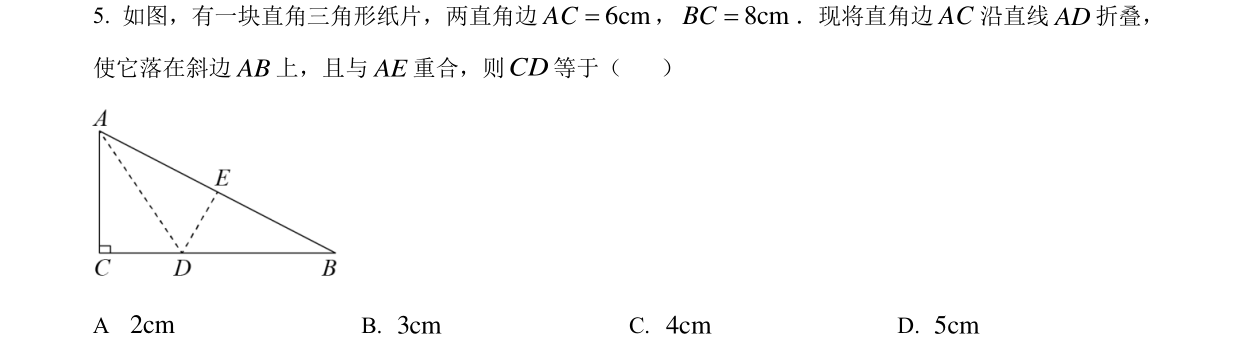 5. 如图，有一块直角三角形纸片，两直角边 AC = 6cm， BC = 8cm ．现将直角边 AC 沿直线 AD 折叠，
使它落在斜边 AB 上，且与 AE 重合，则 CD 等于（　　）
A
E
C D B
A 2cm B. 3cm C. 4cm D. 5cm